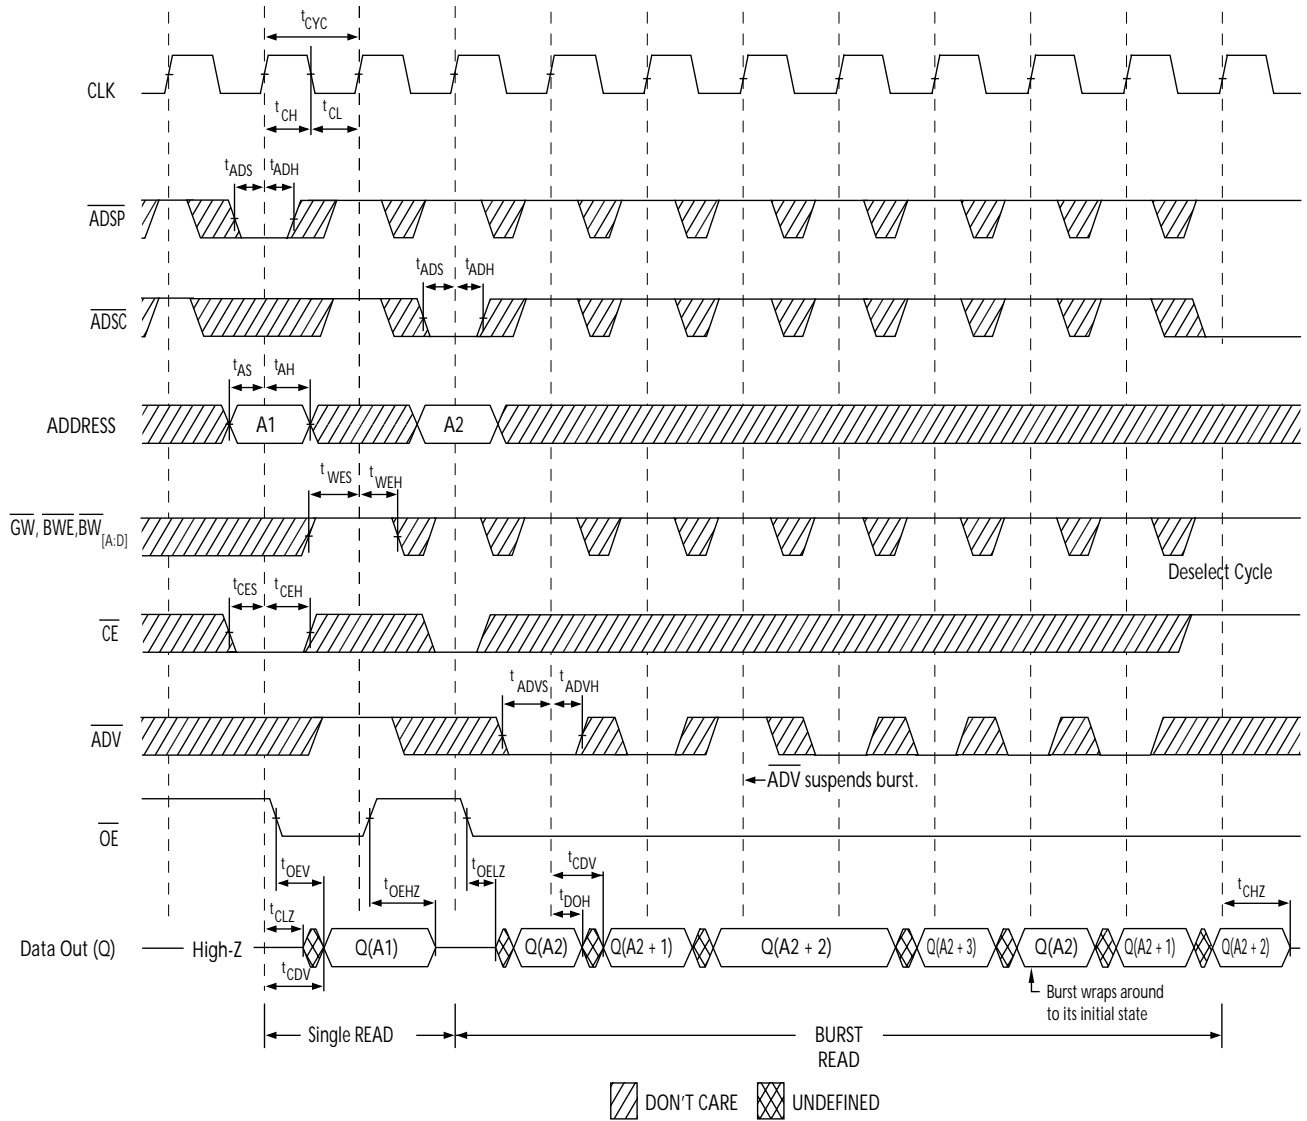 tCYC
CLK
tCH
tCL
tADS
tADH
ADSP
tADS
tADH
ADSC
tAS
tAH
ADDRESS
A1
A2
tWES
tWEH
GW, BWE,BW[A:D]
Deselect Cycle
tCES
tCEH
CE
tADVS
tADVH
ADV
ADV suspends burst.
OE
tOEV
tOEHZ
tOELZ
tCDV
tDOH
tCHZ
tCLZ
Data Out (Q)
High-Z
Q(A1)
Q(A2)
Q(A2 + 1)
Q(A2 + 2)
Q(A2 + 3)
Q(A2)
Q(A2 + 1)
Q(A2 + 2)
tCDV
Burst wraps around
to its initial state
Single READ
BURST
READ
DON'T CARE
UNDEFINED